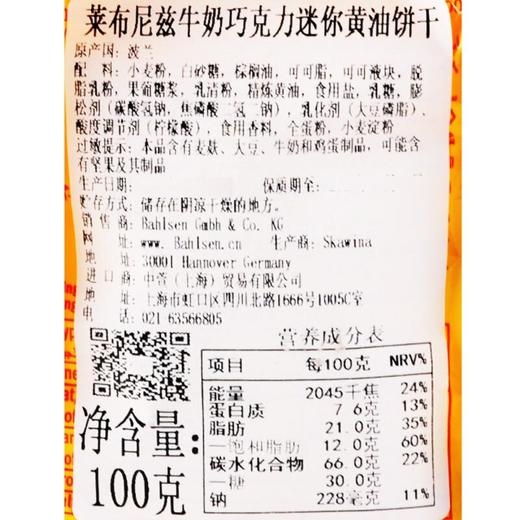 莱布尼兹牛奶巧克力迷你黄油饼干
原产国：波兰
配 料：小麦粉，白砂糖，棕榈油，可可脂，可可液块，脱
脂乳粉，果葡糖浆，乳清粉，精炼黄油，食用盐，乳糖，膨
松剂（碳酸氢钠，焦磷酸二氢二钠），乳化剂（大豆磷脂），
酸度调节剂（柠檬酸），食用香料，全蛋粉，小麦淀粉
过敏提示：本品含有麦麸、大豆、牛奶和鸡蛋制品，可能含
有坚果及其制品
生产日期： 保质期至：
贮存方式：储存在阴凉干燥的地方。
销 售 商：Bahlsen Gmbh & Co. KG
网 址：www. Bahlsen.cn 生产商：Skawina
地 址：30001 Hannover Germany
进 口 商：中萱（上海）贸易有限公司
地 址：上海市虹口区四川北路1666号1005C室
电 话：021-63566805
营养成分表
项目 每100克 NRV%
能量 2045千焦 24%
蛋白质 7.6克 13%
脂肪 21.0克 35%
—饱和脂肪 12.0克 60%
碳水化合物 66.0克 22%
—糖 30.0克
钠 228毫克 11%
净含量：
100克